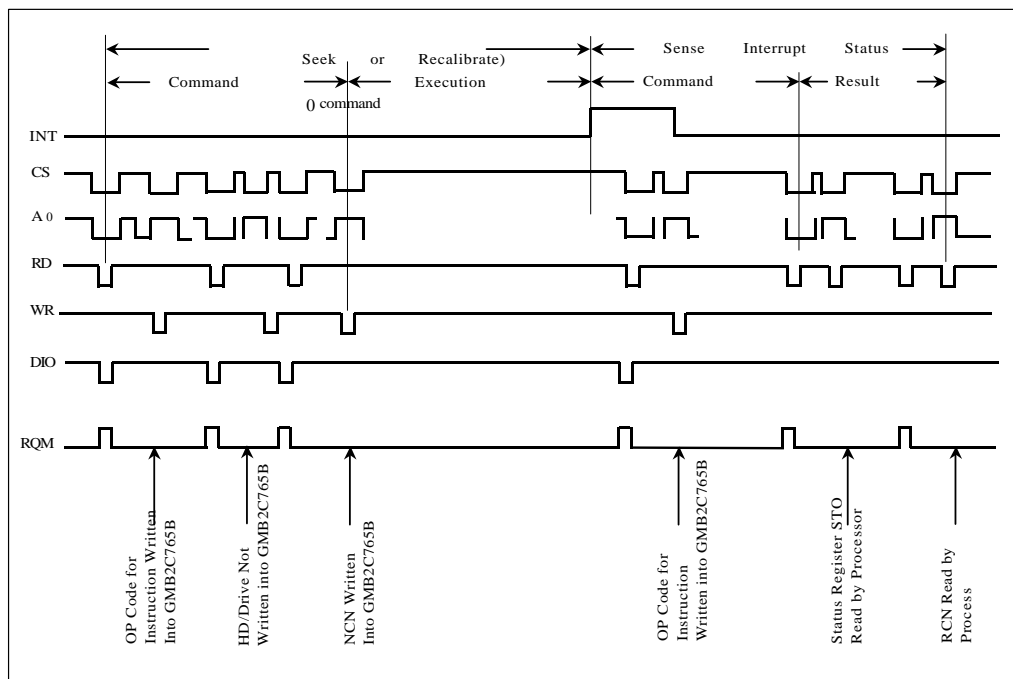 Seek or Recalibrate)
Sense Interrupt Status
Command
Execution
Command
Result
() command
INT
CS
A 0
RD
WR
DIO
RQM
OP Code for
Instruction Written
Into GMB2C765B
HD/Drive Not
Written into GMB2C765B
NCN Written
Into GMB2C765B
OP Code for
Instruction
Written into GMB2C765B
Status Register STO
Read by Processor
RCN Read by
Process